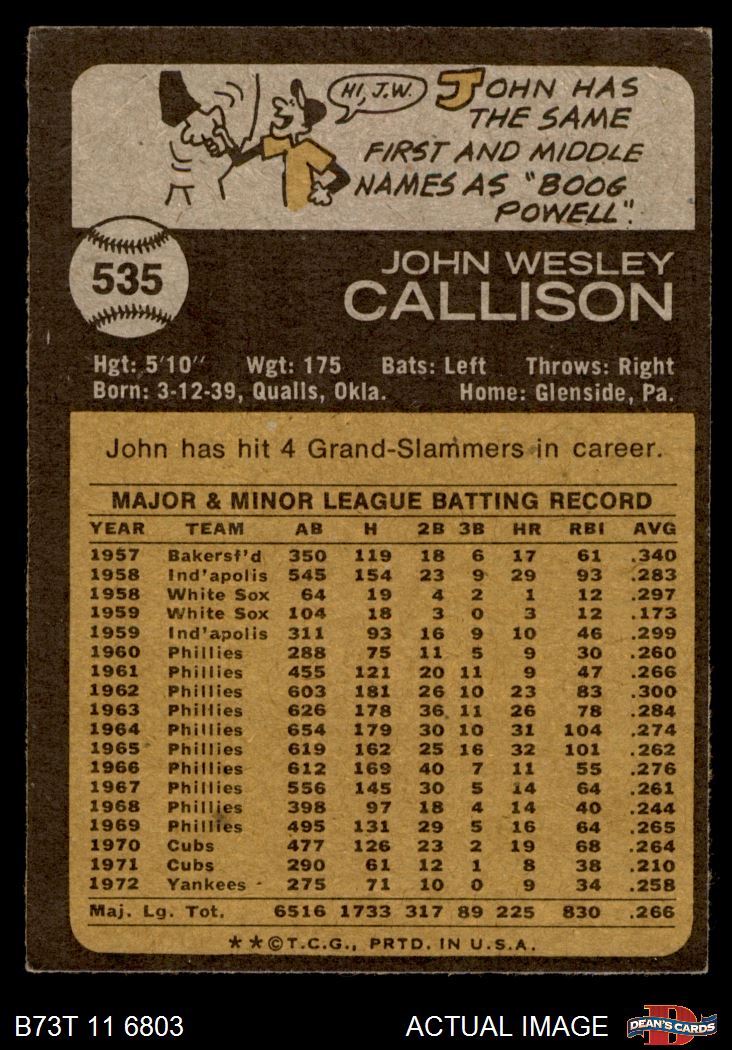 HI, J.W.
JOHN HAS
THE SAME
FIRST AND MIDDLE
NAMES AS "BOOG
POWELL".
535
JOHN WESLEY
CALLISON
Hgt: 5'10" Wgt: 175 Bats: Left Throws: Right
Born: 3-12-39, Qualls, Okla. Home: Glenside, Pa.
John has hit 4 Grand-Slammers in career.
MAJOR & MINOR LEAGUE BATTING RECORD
YEAR TEAM AB H 2B 3B HR RBI AVG
1957 Bakersf'd 350 119 18 6 17 61 .340
1958 Ind'apolis 545 154 23 9 29 93 .283
1958 White Sox 64 19 4 2 1 12 .297
1959 White Sox 104 18 3 0 3 12 .173
1959 Ind'apolis 311 93 16 9 10 46 .299
1960 Phillies 288 75 11 5 9 30 .260
1961 Phillies 455 121 20 11 9 47 .266
1962 Phillies 603 181 26 10 23 83 .300
1963 Phillies 626 178 36 11 26 78 .284
1964 Phillies 654 179 30 10 31 104 .274
1965 Phillies 619 162 25 16 32 101 .262
1966 Phillies 612 169 40 7 11 55 .276
1967 Phillies 556 145 30 5 14 64 .261
1968 Phillies 398 97 18 4 14 40 .244
1969 Phillies 495 131 29 5 16 64 .265
1970 Cubs 477 126 23 2 19 68 .264
1971 Cubs 290 61 12 1 8 38 .210
1972 Yankees 275 71 10 0 9 34 .258
Maj. Lg. Tot. 6516 1733 317 89 225 830 .266
★★©T.C.G., PRTD. IN U.S.A.
B73T 11 6803 ACTUAL IMAGE D DEAN'S CARDS